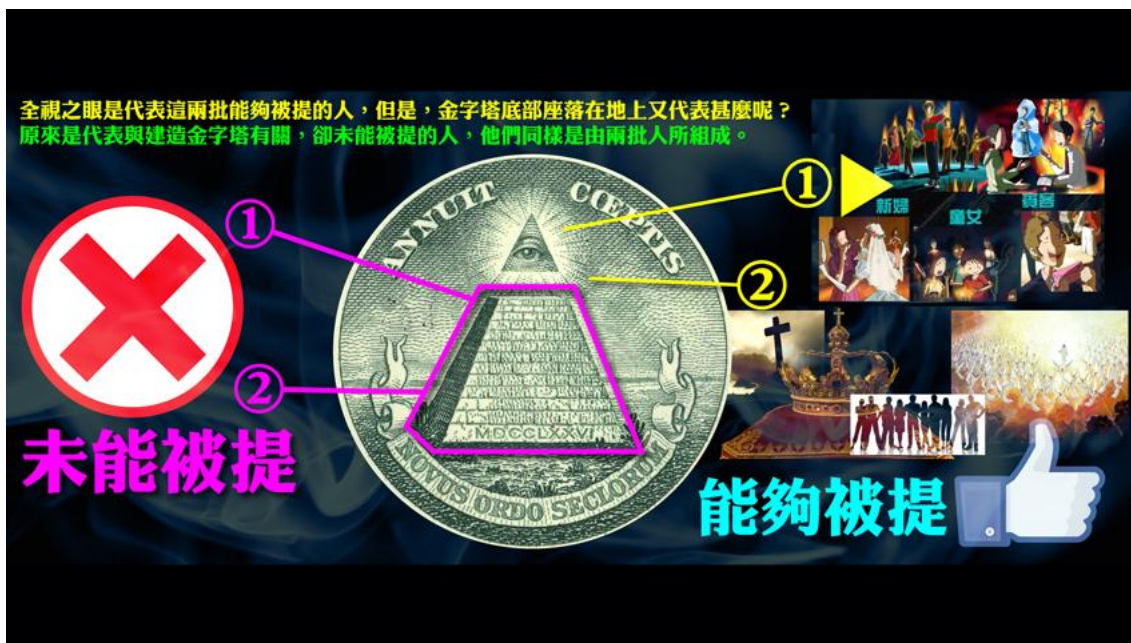 全視之眼是代表這兩批能夠被提的人，但是，金字塔底部座落在地上又代表甚麼呢？
原來是代表與建造金字塔有關，卻未能被提的人，他們同樣是由兩批人所組成。
①
②
未能被提
ANNUIT CŒPTIS
MDCCLXXVI
NOVUS ORDO SECLORUM
①
②
新婦
童女
賓客
能夠被提